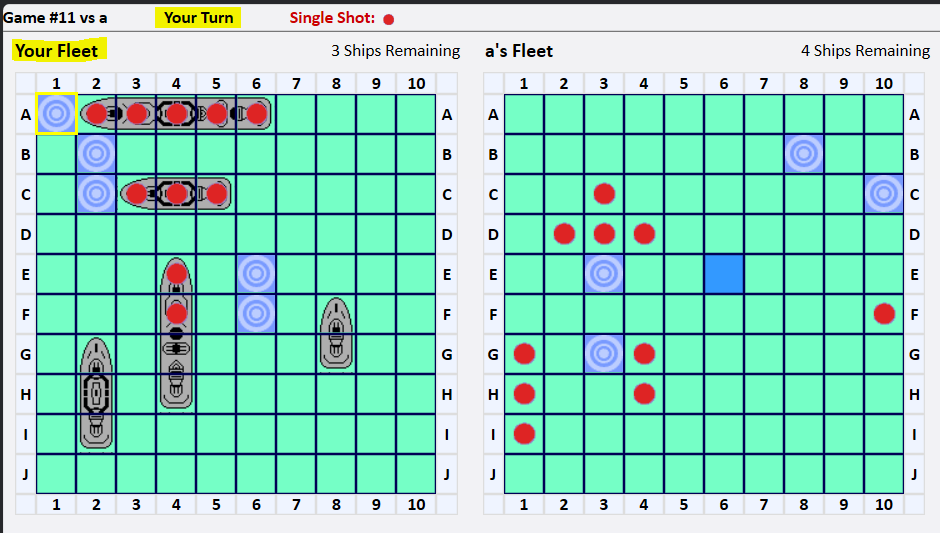 Game #11 vs a Your Turn Single Shot:
Your Fleet 3 Ships Remaining a's Fleet 4 Ships Remaining
1 2 3 4 5 6 7 8 9 10 1 2 3 4 5 6 7 8 9 10
A A A A
B B B B
C C C C
D D D D
E E E E
F F F F
G G G G
H H H H
I I I I
J J J J
1 2 3 4 5 6 7 8 9 10 1 2 3 4 5 6 7 8 9 10